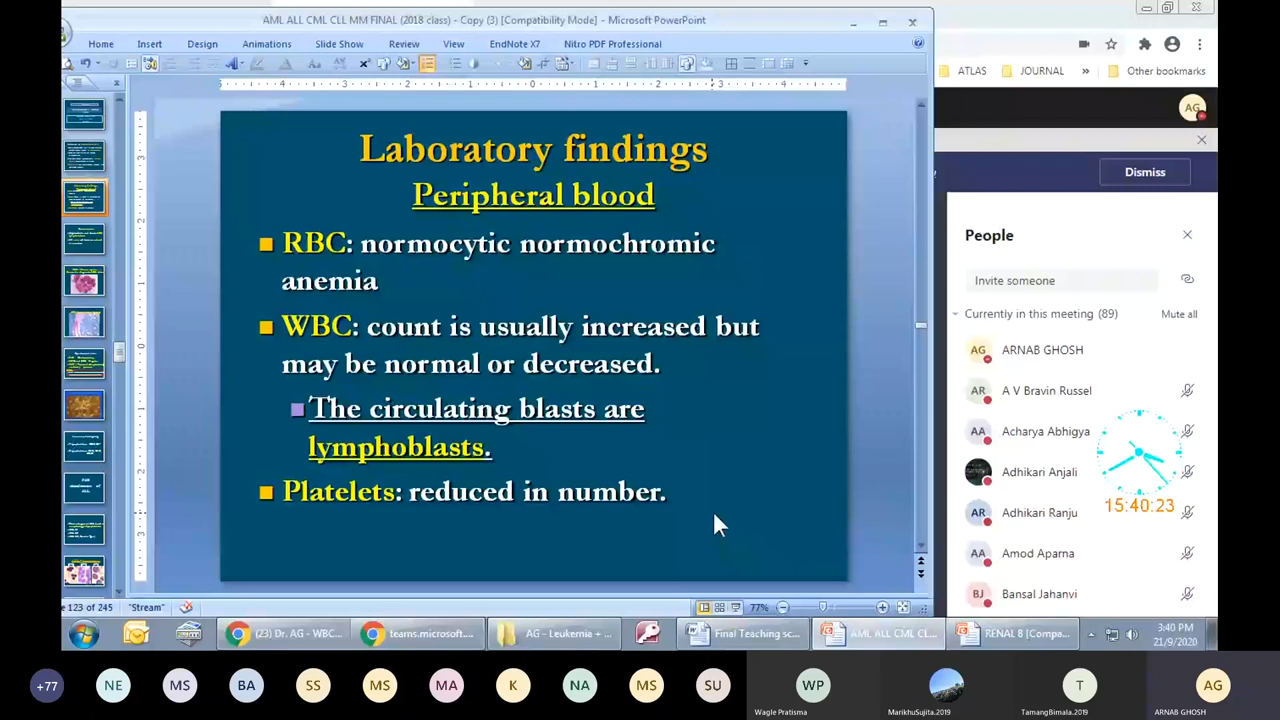 AML ALL CML CLL MM FINAL (2018 class) - Copy (3) [Compatibility Mode] - Microsoft PowerPoint
Home Insert Design Animations Slide Show Review View EndNote X7 Nitro PDF Professional
ATLAS JOURNAL » Other bookmarks
AG
Dismiss
Laboratory findings
Peripheral blood
RBC: normocytic normochromic
anemia
WBC: count is usually increased but
may be normal or decreased.
The circulating blasts are
lymphoblasts.
Platelets: reduced in number.
People
Invite someone
Currently in this meeting (89) Mute all
AG ARNAB GHOSH
AR A V Bravin Russel
AA Acharya Abhigya
Adhikari Anjali
AR Adhikari Ranju
AA Amod Aparna
BJ Bansal Jahanvi
15:40:23
e 123 of 245 "Stream" 77%
(23) Dr. AG - WBC... teams.microsoft.... AG - Leukemia + ... Final Teaching sc... AML ALL CML CL... RENAL 8 [Compa...
3:40 PM
21/9/2020
+77 NE MS BA SS MS MA K NA MS SU WP T AG
Wagle Pratisma MarikhuSujita.2019 TamangBimala.2019 ARNAB GHOSH